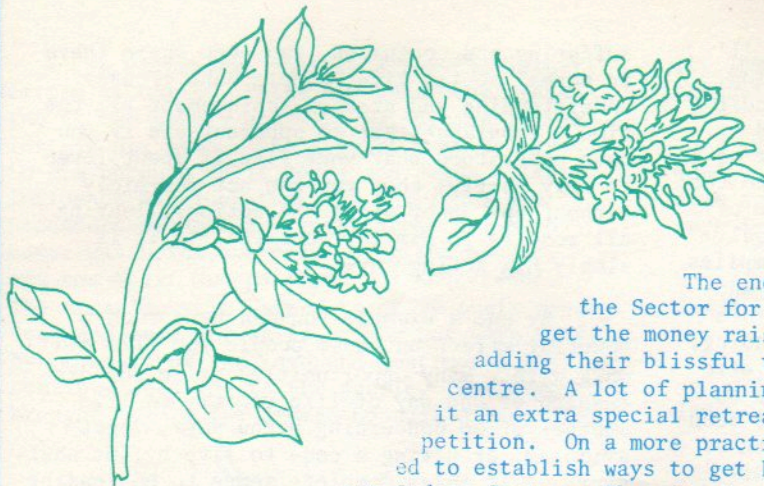 The en
the Sector for
get the money rai
adding their blissful
centre. A lot of plannin
it an extra special retrea
petition. On a more practi
ed to establish ways to get